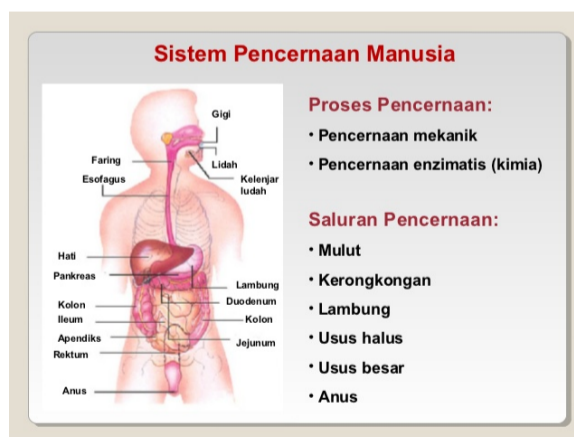 Sistem Pencernaan Manusia
Gigi
Faring
Lidah
Esofagus
Kelenjar
ludah
Hati
Pankreas
Lambung
Duodenum
Kolon
Ileum
Kolon
Apendiks
Jejunum
Rektum
Anus
Proses Pencernaan:
• Pencernaan mekanik
• Pencernaan enzimatis (kimia)
Saluran Pencernaan:
• Mulut
• Kerongkongan
• Lambung
• Usus halus
• Usus besar
• Anus